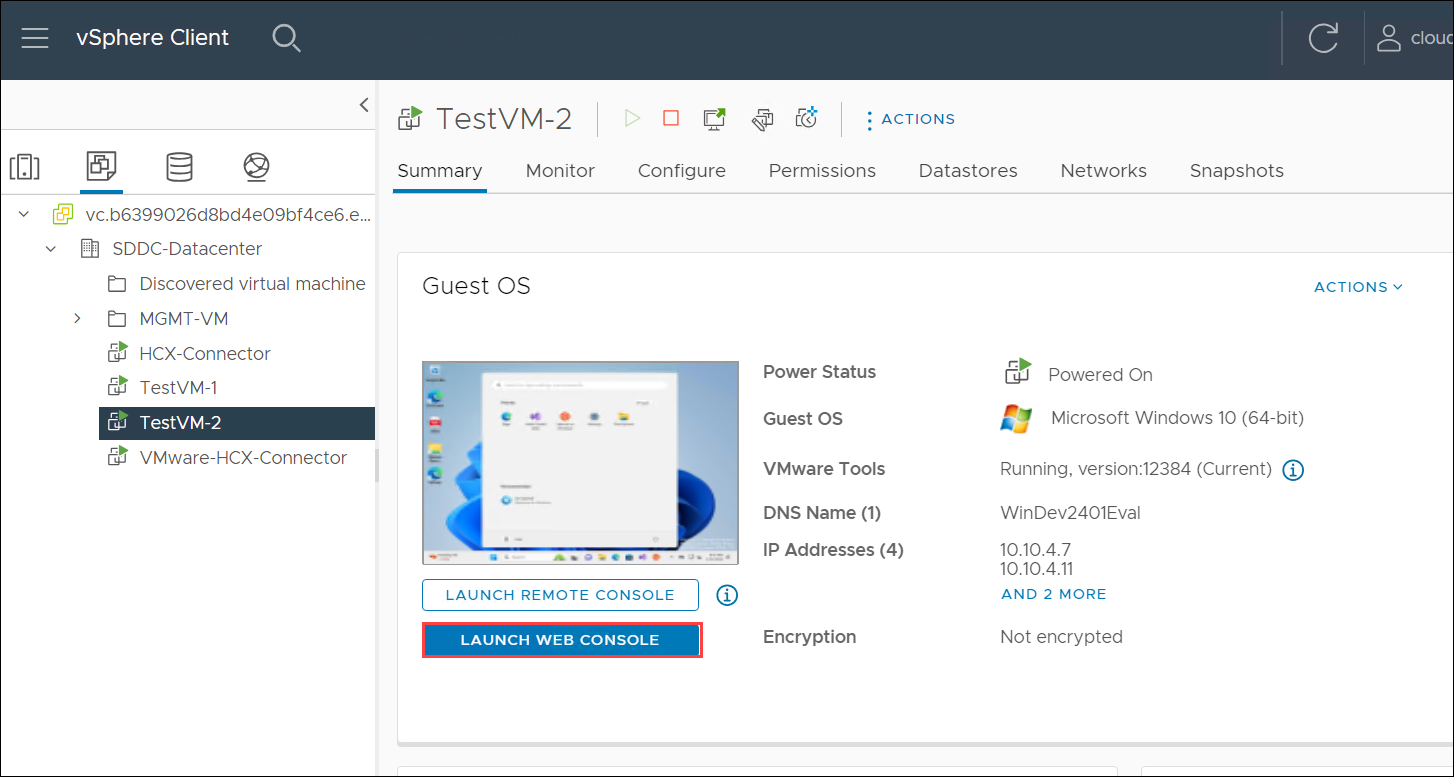 vSphere Client
clouc
TestVM-2
ACTIONS
Summary
Monitor
Configure
Permissions
Datastores
Networks
Snapshots
vc.b6399026d8bd4e09bf4ce6.e...
SDDC-Datacenter
Discovered virtual machine
MGMT-VM
HCX-Connector
TestVM-1
TestVM-2
VMware-HCX-Connector
Guest OS
ACTIONS
LAUNCH REMOTE CONSOLE
LAUNCH WEB CONSOLE
Power Status
Powered On
Guest OS
Microsoft Windows 10 (64-bit)
VMware Tools
Running, version:12384 (Current)
DNS Name (1)
WinDev2401Eval
IP Addresses (4)
10.10.4.7
10.10.4.11
AND 2 MORE
Encryption
Not encrypted